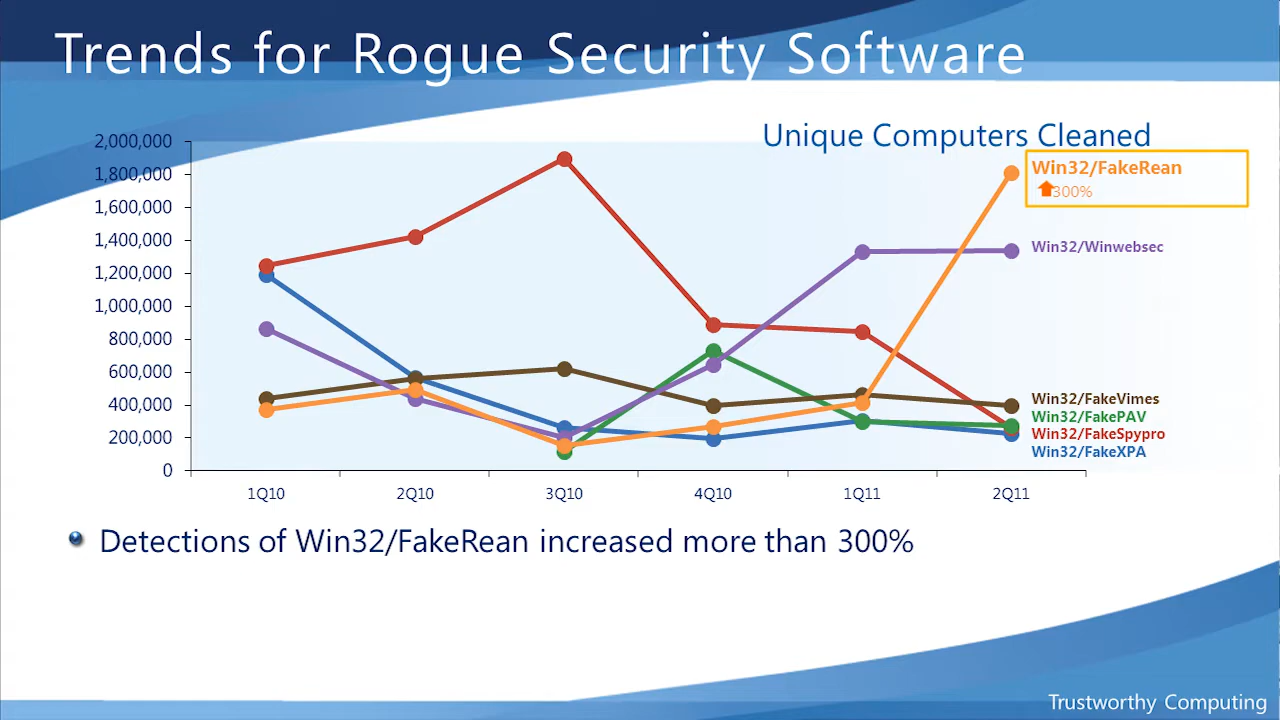 Trends for Rogue Security Software
Unique Computers Cleaned
2,000,000
1,800,000
1,600,000
1,400,000
1,200,000
1,000,000
800,000
600,000
400,000
200,000
0
Win32/FakeRean
300%
Win32/Winwebsec
Win32/FakeVimes
Win32/FakePAV
Win32/FakeSpypro
Win32/FakeXPA
1Q10 2Q10 3Q10 4Q10 1Q11 2Q11
Detections of Win32/FakeRean increased more than 300%
Trustworthy Computing